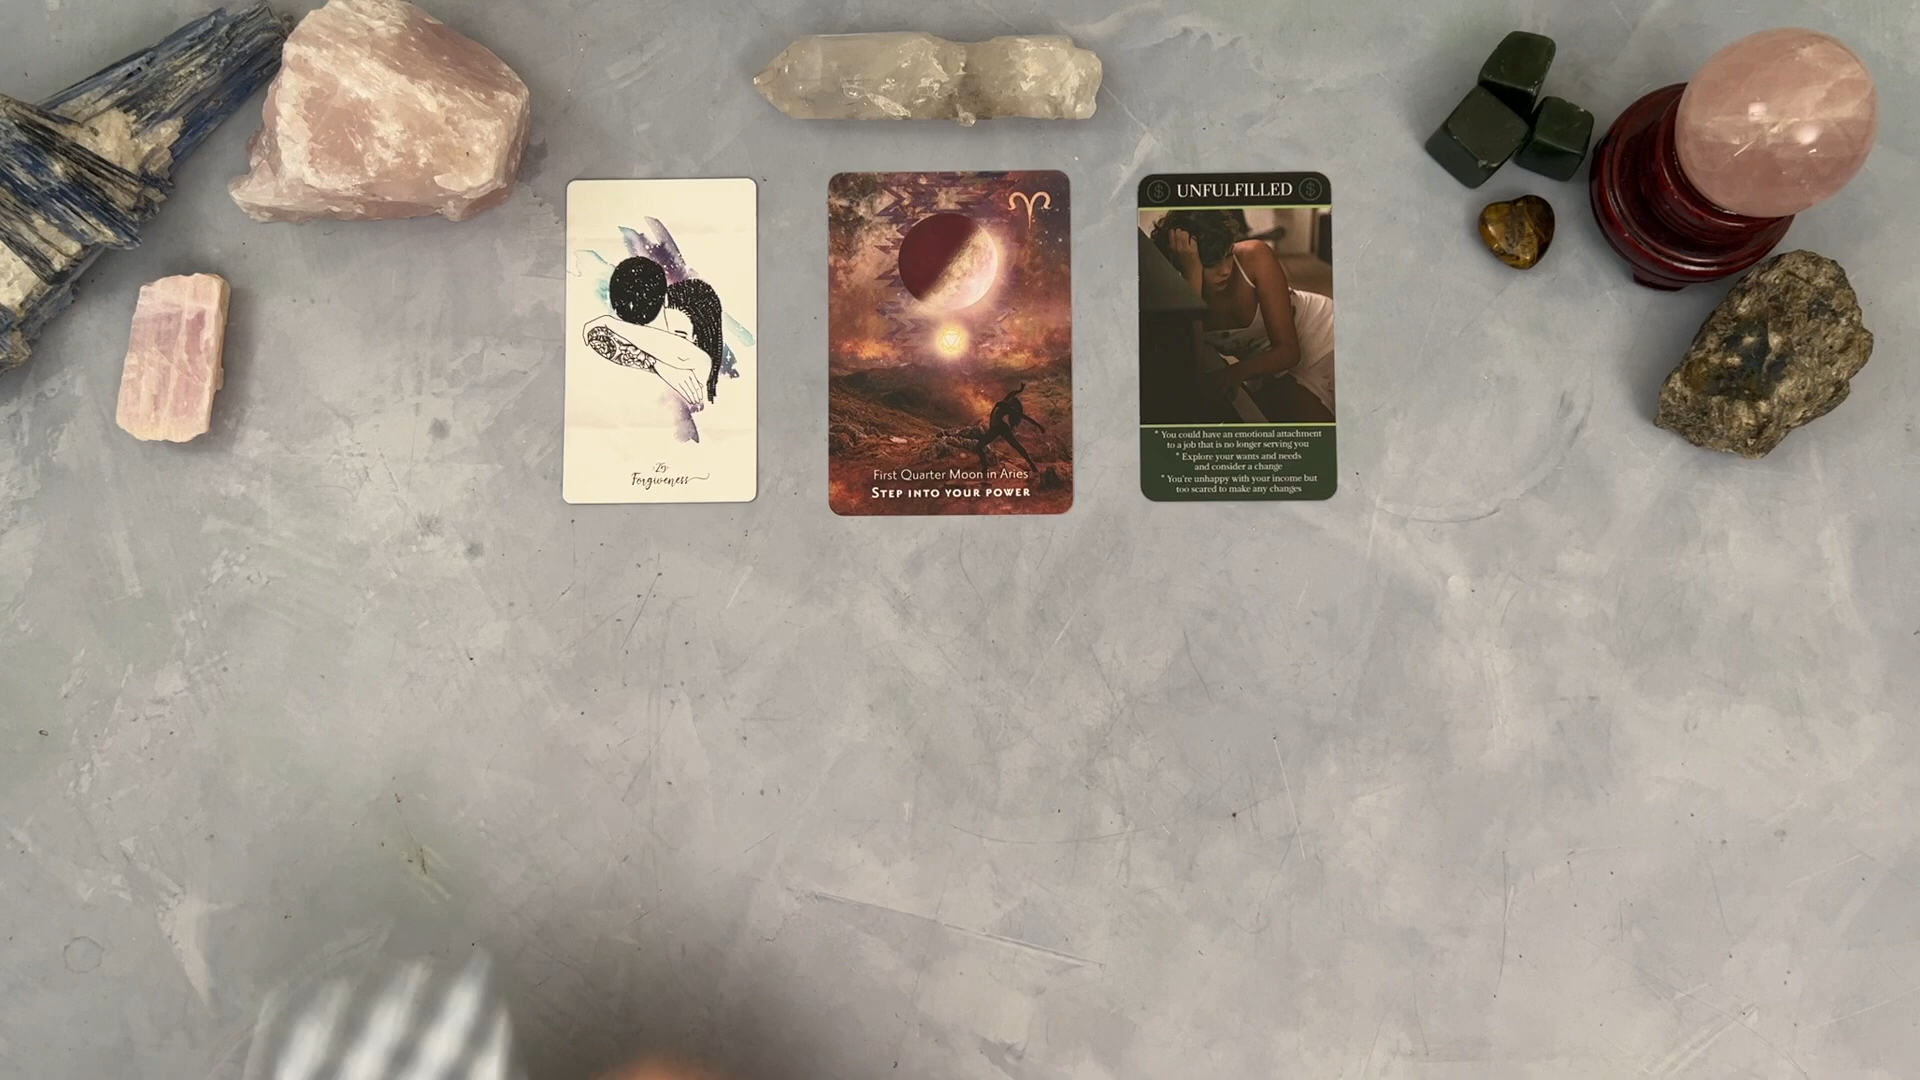 25
Forgiveness
First Quarter Moon in Aries
STEP INTO YOUR POWER
$ UNFULFILLED $
* You could have an emotional attachment
to a job that is no longer serving you
* Explore your wants and needs
and consider a change
* You're unhappy with your income but
too scared to make any changes